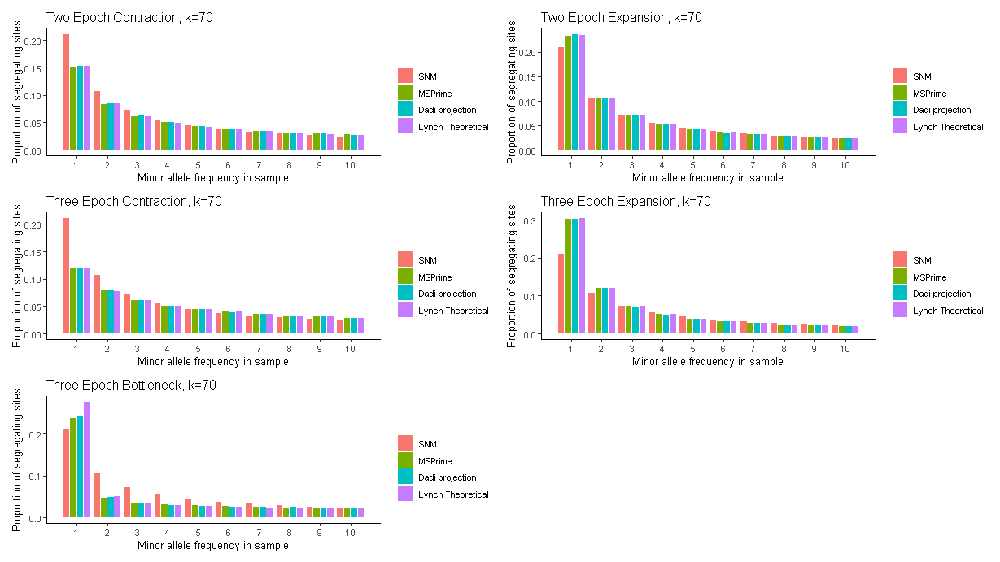 Two Epoch Contraction, k=70
Proportion of segregating sites
0.20
0.15
0.10
0.05
0.00
1 2 3 4 5 6 7 8 9 10
Minor allele frequency in sample
SNM
MSPrime
Dadi projection
Lynch Theoretical
Two Epoch Expansion, k=70
Proportion of segregating sites
0.20
0.15
0.10
0.05
0.00
1 2 3 4 5 6 7 8 9 10
Minor allele frequency in sample
SNM
MSPrime
Dadi projection
Lynch Theoretical
Three Epoch Contraction, k=70
Proportion of segregating sites
0.20
0.15
0.10
0.05
0.00
1 2 3 4 5 6 7 8 9 10
Minor allele frequency in sample
SNM
MSPrime
Dadi projection
Lynch Theoretical
Three Epoch Expansion, k=70
Proportion of segregating sites
0.3
0.2
0.1
0.0
1 2 3 4 5 6 7 8 9 10
Minor allele frequency in sample
SNM
MSPrime
Dadi projection
Lynch Theoretical
Three Epoch Bottleneck, k=70
Proportion of segregating sites
0.2
0.1
0.0
1 2 3 4 5 6 7 8 9 10
Minor allele frequency in sample
SNM
MSPrime
Dadi projection
Lynch Theoretical